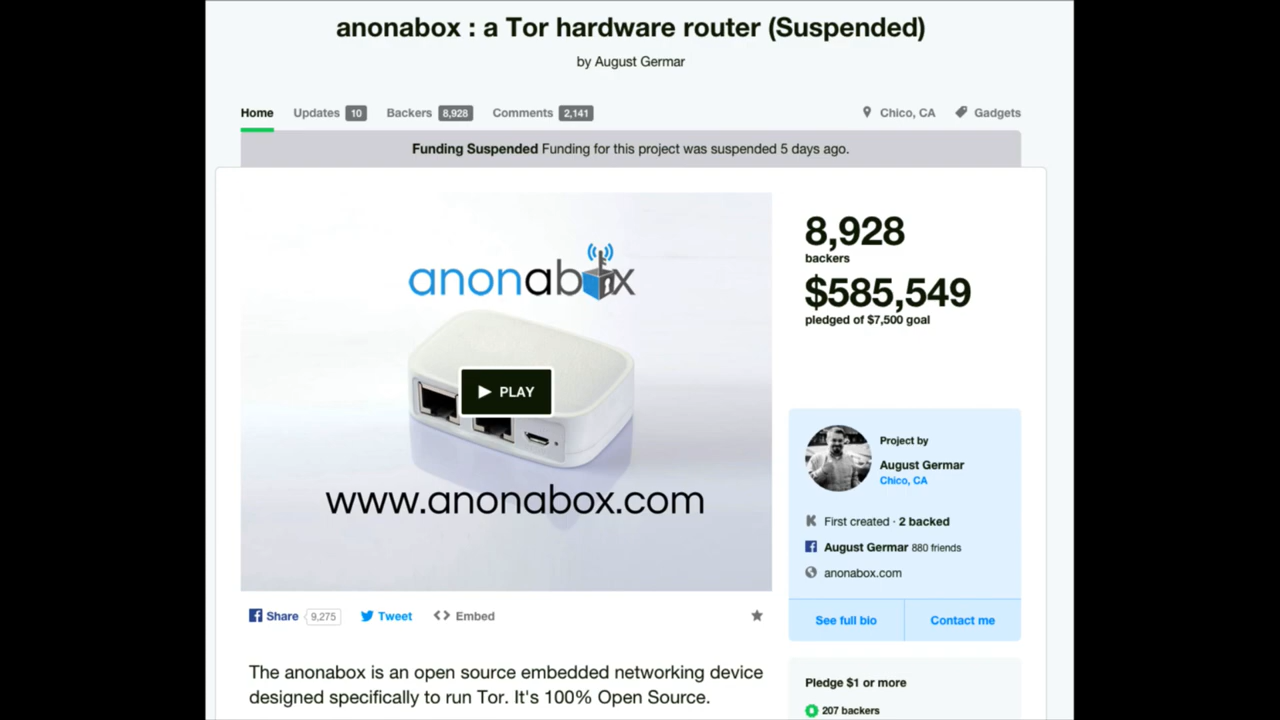 anonabox : a Tor hardware router (Suspended)
by August Germar
Home Updates 10 Backers 8,928 Comments 2,141 Chico, CA Gadgets
Funding Suspended Funding for this project was suspended 5 days ago.
anonabox
PLAY
www.anonabox.com
8,928
backers
$585,549
pledged of $7,500 goal
Project by
August Germar
Chico, CA
First created · 2 backed
August Germar 880 friends
anonabox.com
See full bio Contact me
Share 9,275 Tweet Embed
The anonabox is an open source embedded networking device
designed specifically to run Tor. It's 100% Open Source.
Pledge $1 or more
207 backers